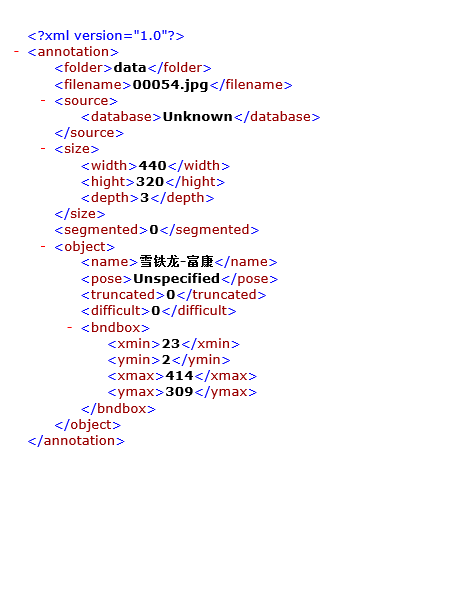 <?xml version="1.0"?>
- <annotation>
<folder>data</folder>
<filename>00054.jpg</filename>
- <source>
<database>Unknown</database>
</source>
- <size>
<width>440</width>
<hight>320</hight>
<depth>3</depth>
</size>
<segmented>0</segmented>
- <object>
<name>雪铁龙-富康</name>
<pose>Unspecified</pose>
<truncated>0</truncated>
<difficult>0</difficult>
- <bndbox>
<xmin>23</xmin>
<ymin>2</ymin>
<xmax>414</xmax>
<ymax>309</ymax>
</bndbox>
</object>
</annotation>